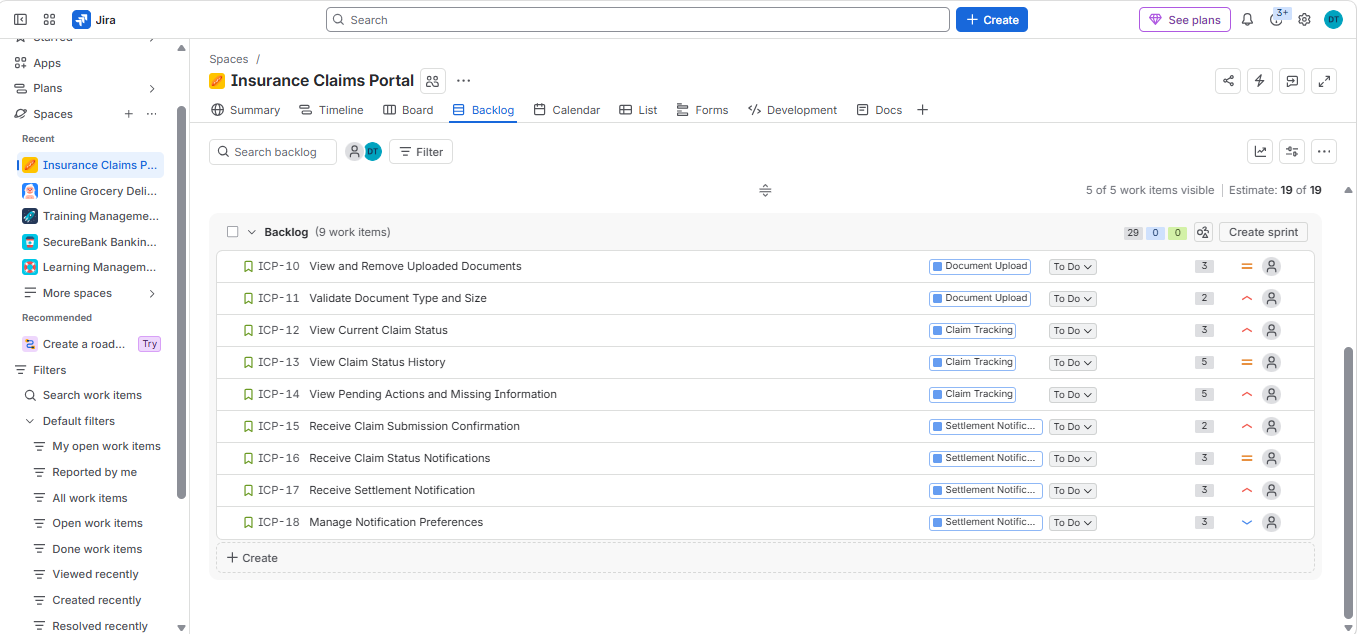 Jira
Search
Create
See plans
3+
DT
Starred
Apps
Plans
Spaces
Recent
Insurance Claims P...
Online Grocery Deli...
Training Manageme...
SecureBank Bankin...
Learning Managem...
More spaces
Recommended
Create a road... Try
Filters
Search work items
Default filters
My open work items
Reported by me
All work items
Open work items
Done work items
Viewed recently
Created recently
Resolved recently
Spaces /
Insurance Claims Portal
Summary Timeline Board Backlog Calendar List Forms Development Docs
Search backlog DT Filter
5 of 5 work items visible Estimate: 19 of 19
Backlog (9 work items) 29 0 0 Create sprint
ICP-10 View and Remove Uploaded Documents Document Upload To Do 3
ICP-11 Validate Document Type and Size Document Upload To Do 2
ICP-12 View Current Claim Status Claim Tracking To Do 3
ICP-13 View Claim Status History Claim Tracking To Do 5
ICP-14 View Pending Actions and Missing Information Claim Tracking To Do 5
ICP-15 Receive Claim Submission Confirmation Settlement Notific... To Do 2
ICP-16 Receive Claim Status Notifications Settlement Notific... To Do 3
ICP-17 Receive Settlement Notification Settlement Notific... To Do 3
ICP-18 Manage Notification Preferences Settlement Notific... To Do 3
Create